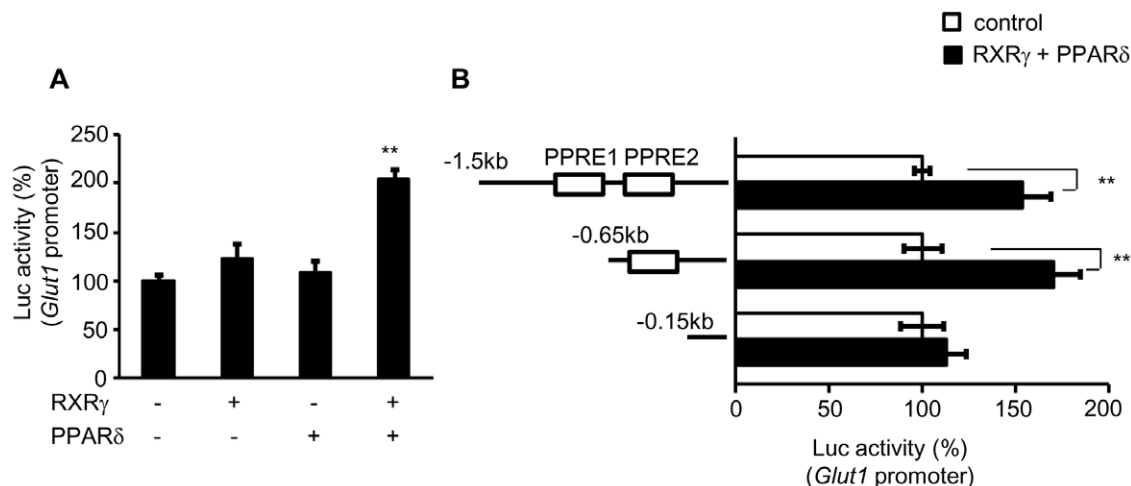 control
RXRγ + PPARδ
A
B
Luc activity (%)
(Glut1 promoter)
250
200
150
100
50
0
**
RXRγ - + - +
PPARδ - - + +
-1.5kb
PPRE1 PPRE2
-0.65kb
-0.15kb
**
**
0 50 100 150 200
Luc activity (%)
(Glut1 promoter)